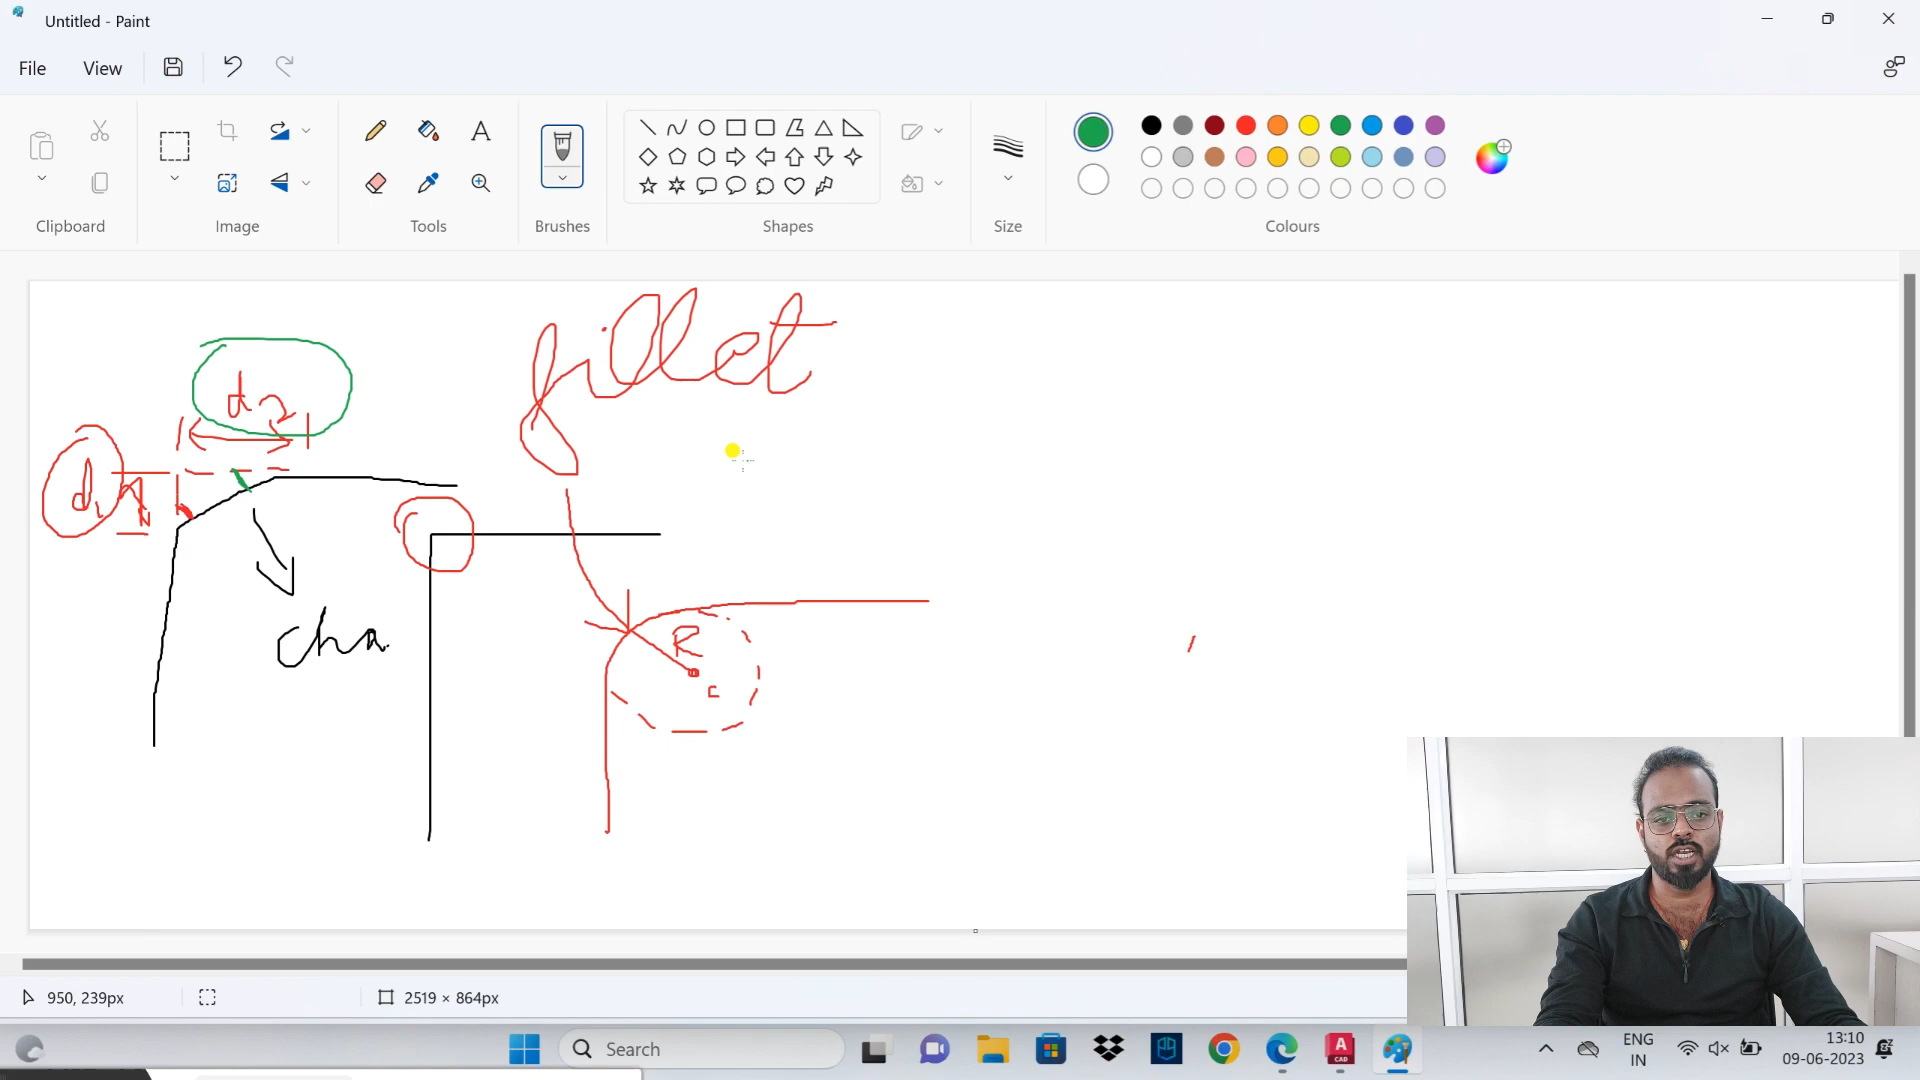 Untitled - Paint
File View
Clipboard
Image
Tools
Brushes
Shapes
Size
Colours
fillet
d2
d1
cha
R
c
950, 239px
2519 × 864px
Search
A
CAD
ENG
IN
13:10
09-06-2023